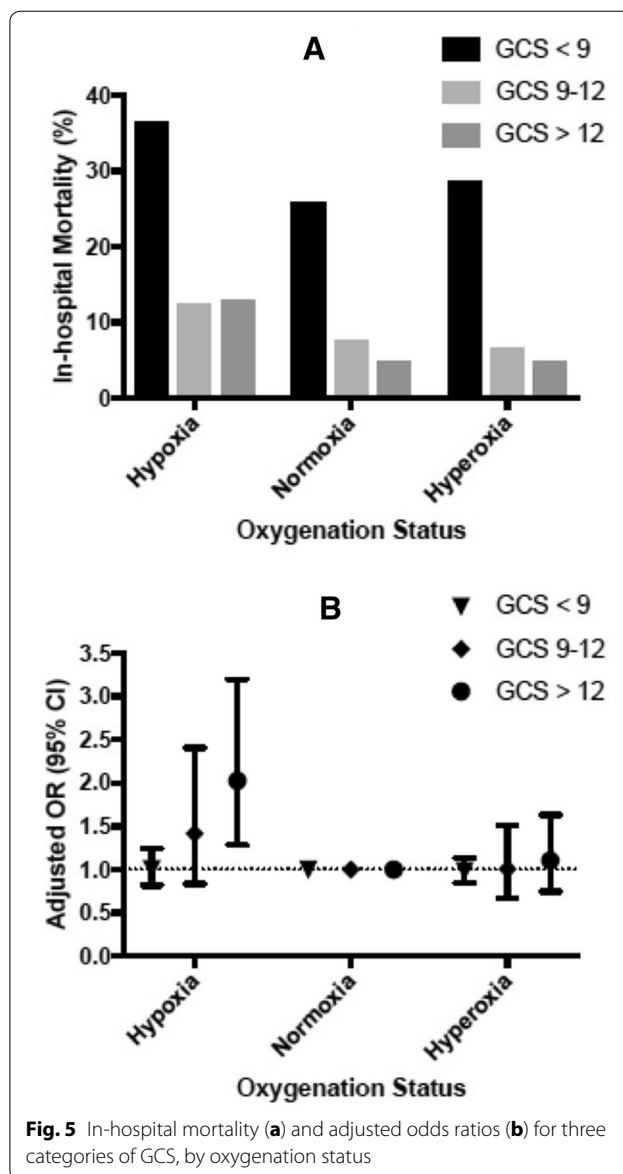 A
GCS < 9
GCS 9-12
GCS > 12
In-hospital Mortality (%)
40
30
20
10
0
Hypoxia
Normoxia
Hyperoxia
Oxygenation Status
B
GCS < 9
GCS 9-12
GCS > 12
Adjusted OR (95% CI)
3.5
3.0
2.5
2.0
1.5
1.0
0.5
0.0
Hypoxia
Normoxia
Hyperoxia
Oxygenation Status
Fig. 5 In-hospital mortality (a) and adjusted odds ratios (b) for three
categories of GCS, by oxygenation status